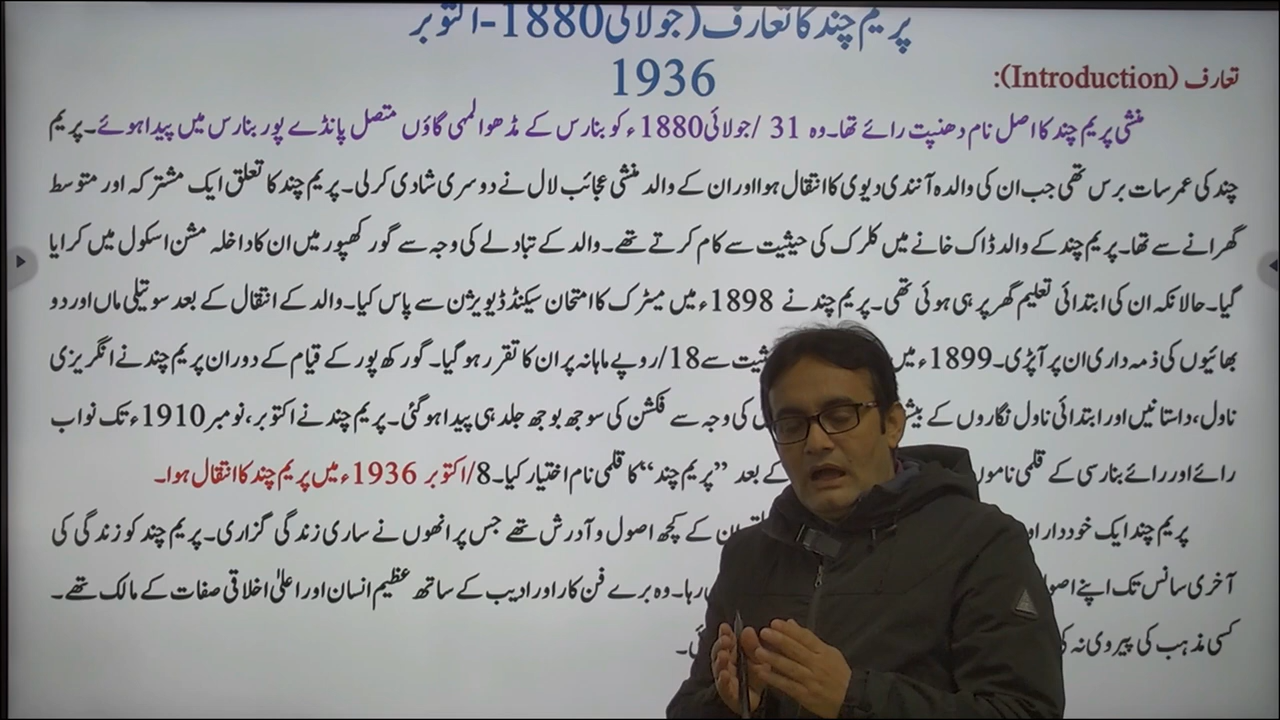 پریم چند کا تعارف (جولائی 1880-اکتوبر
1936
تعارف (Introduction):
منشی پریم چند کا اصل نام دھنپت رائے تھا۔ وہ 31 /جولائی 1880ء کو بنارس کے مڈھوا لمہی گاؤں متصل پانڈے پور بنارس میں پیدا ہوئے۔ پریم
چند کی عمر سات برس تھی جب ان کی والدہ آنندی دیوی کا انتقال ہوا اور ان کے والد منشی عجائب لال نے دوسری شادی کرلی۔ پریم چند کا تعلق ایک مشترکہ اور متوسط
گھرانے سے تھا۔ پریم چند کے والد ڈاک خانے میں کلرک کی حیثیت سے کام کرتے تھے۔ والد کے تبادلے کی وجہ سے گورکھپور میں ان کا داخلہ مشن اسکول میں کرایا
گیا۔ حالانکہ ان کی ابتدائی تعلیم گھر پر ہی ہوئی تھی۔ پریم چند نے 1898ء میں میٹرک کا امتحان سیکنڈ ڈیویژن سے پاس کیا۔ والد کے انتقال کے بعد سوتیلی ماں اور دو
بھائیوں کی ذمہ داری ان پر آپڑی۔ 1899ء میں حیثیت سے 18/روپے ماہانہ پر ان کا تقرر ہوگیا۔ گورکھ پور کے قیام کے دوران پریم چند نے انگریزی
ناول، داستانیں اور ابتدائی ناول نگاروں کے کی وجہ سے فکشن کی سوجھ بوجھ جلد ہی پیدا ہوگئی۔ پریم چند نے اکتوبر، نومبر 1910ء تک نواب
رائے اور رائے بنارسی کے قلمی ناموں کے بعد ”پریم چند“ کا قلمی نام اختیار کیا۔ 8/اکتوبر 1936ء میں پریم چند کا انتقال ہوا۔
پریم چند ایک خوددار ان کے کچھ اصول و آدرش تھے جس پر انھوں نے ساری زندگی گزاری۔ پریم چند کو زندگی کی
آخری سانس تک اپنے رہا۔ وہ برے فن کار اور ادیب کے ساتھ عظیم انسان اور اعلیٰ اخلاقی صفات کے مالک تھے۔
کسی مذہب کی پیروی نہ